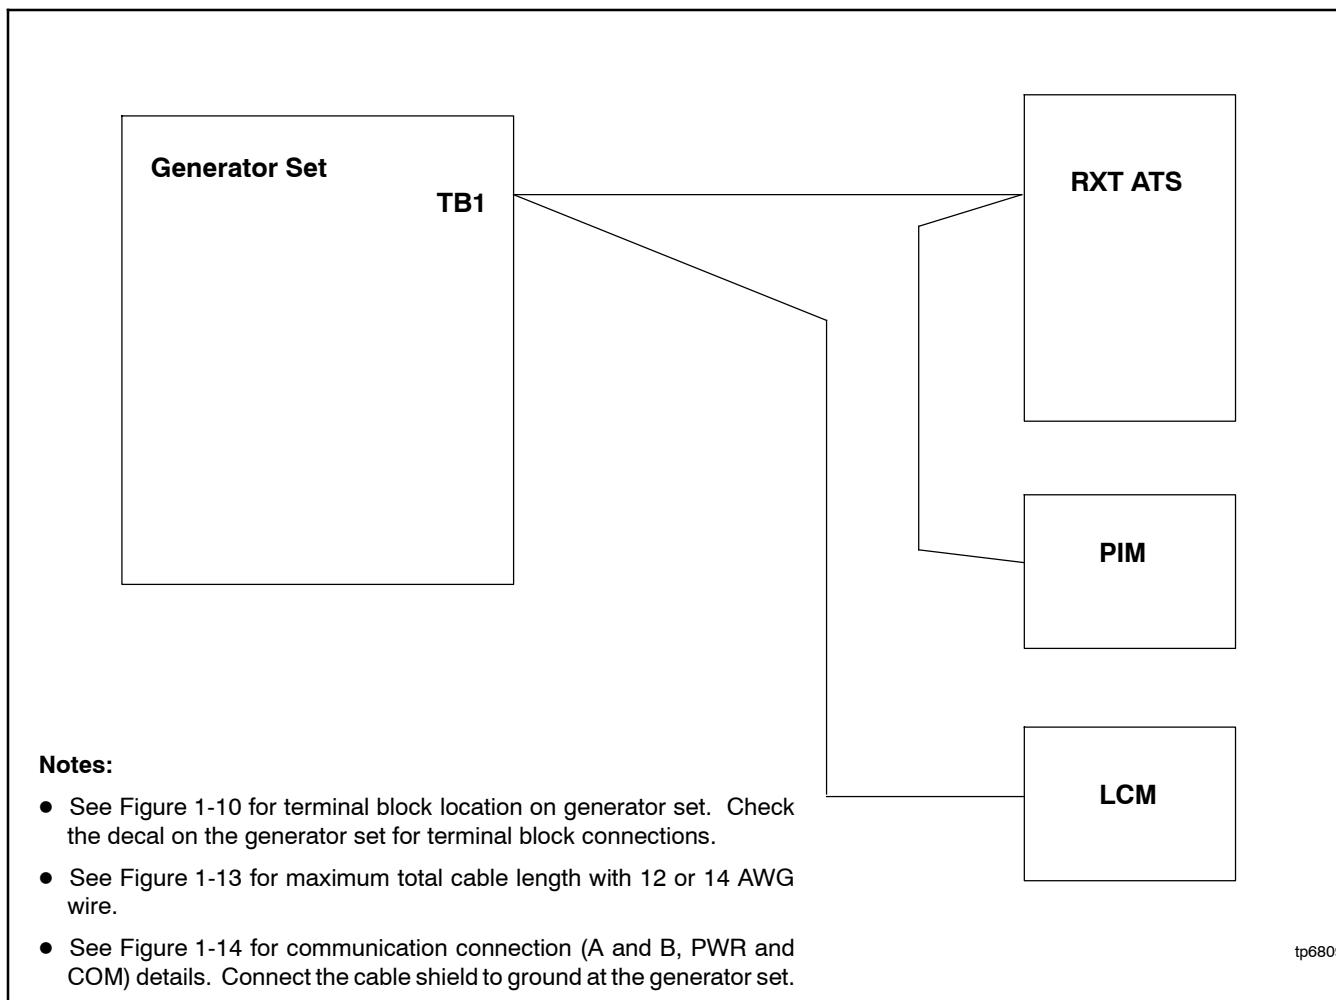 Generator Set
TB1
RXT ATS
PIM
LCM
Notes:
● See Figure 1-10 for terminal block location on generator set. Check
the decal on the generator set for terminal block connections.
● See Figure 1-13 for maximum total cable length with 12 or 14 AWG
wire.
● See Figure 1-14 for communication connection (A and B, PWR and
COM) details. Connect the cable shield to ground at the generator set.